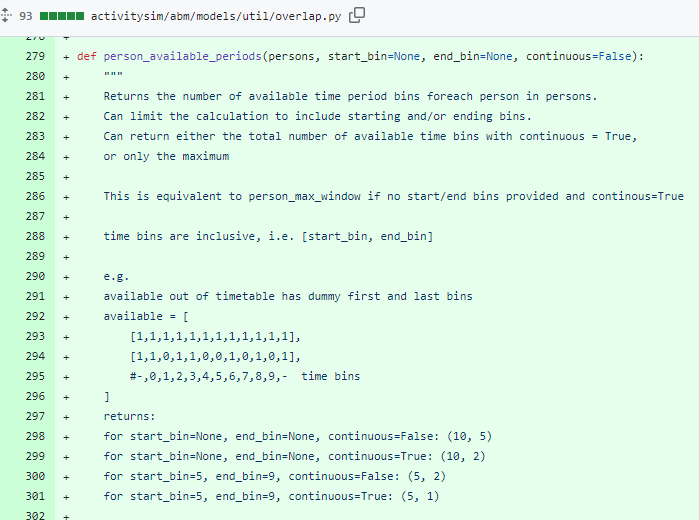 93 activitysim/abm/models/util/overlap.py
278 +
279 + def person_available_periods(persons, start_bin=None, end_bin=None, continuous=False):
280 + """
281 + Returns the number of available time period bins foreach person in persons.
282 + Can limit the calculation to include starting and/or ending bins.
283 + Can return either the total number of available time bins with continuous = True,
284 + or only the maximum
285 +
286 + This is equivalent to person_max_window if no start/end bins provided and continous=True
287 +
288 + time bins are inclusive, i.e. [start_bin, end_bin]
289 +
290 + e.g.
291 + available out of timetable has dummy first and last bins
292 + available = [
293 + [1,1,1,1,1,1,1,1,1,1,1,1],
294 + [1,1,0,1,1,0,0,1,0,1,0,1],
295 + #-,0,1,2,3,4,5,6,7,8,9,- time bins
296 + ]
297 + returns:
298 + for start_bin=None, end_bin=None, continuous=False: (10, 5)
299 + for start_bin=None, end_bin=None, continuous=True: (10, 2)
300 + for start_bin=5, end_bin=9, continuous=False: (5, 2)
301 + for start_bin=5, end_bin=9, continuous=True: (5, 1)
302 +